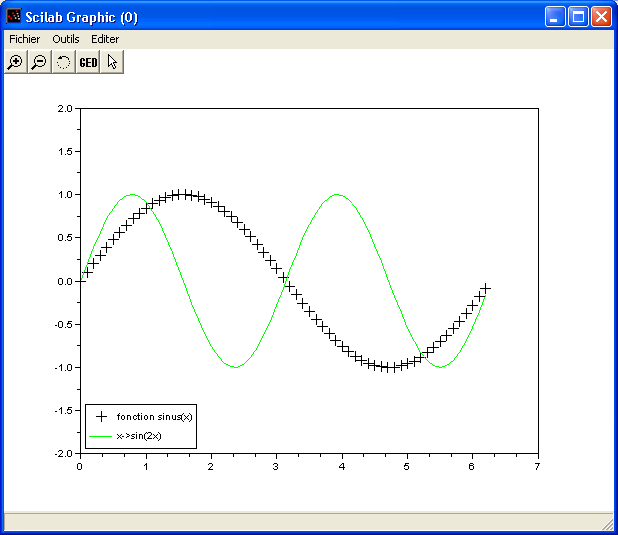 Scilab Graphic (0)
Fichier Outils Editer
GED
2.0
1.5
1.0
0.5
0.0
-0.5
-1.0
-1.5
-2.0
fonction sinus(x)
x->sin(2x)
0 1 2 3 4 5 6 7